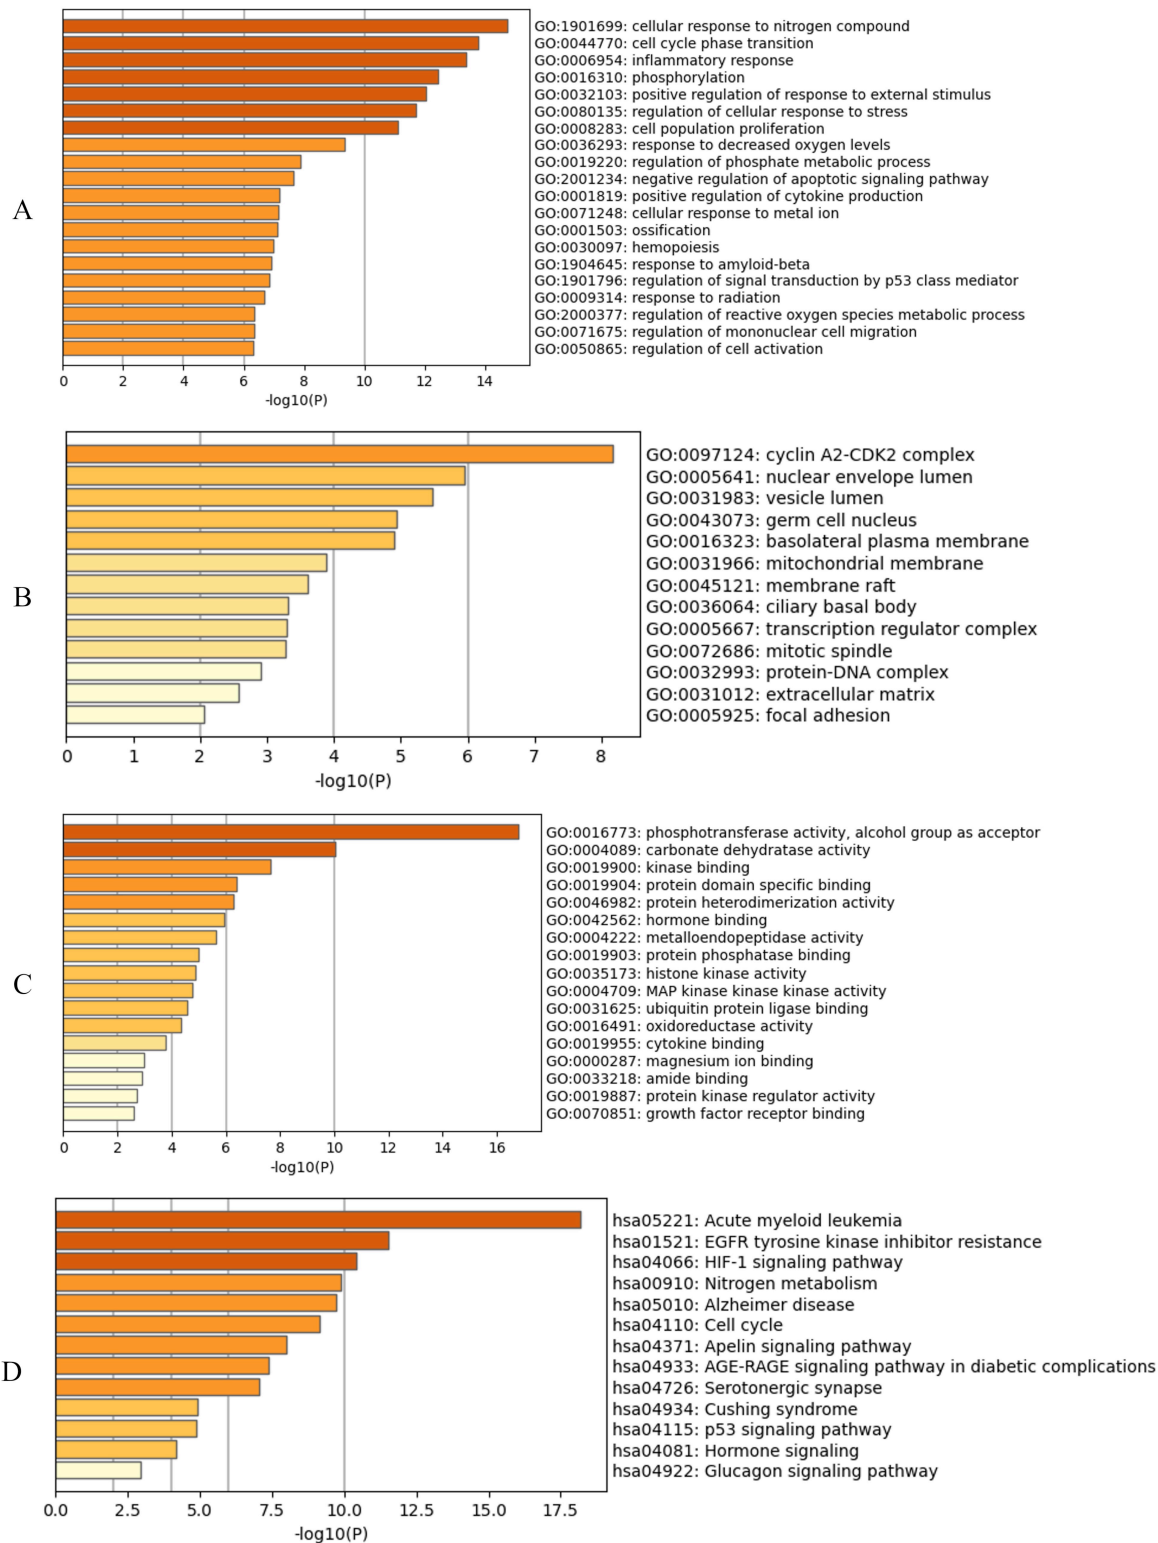 A
GO:1901699: cellular response to nitrogen compound
GO:0044770: cell cycle phase transition
GO:0006954: inflammatory response
GO:0016310: phosphorylation
GO:0032103: positive regulation of response to external stimulus
GO:0080135: regulation of cellular response to stress
GO:0008283: cell population proliferation
GO:0036293: response to decreased oxygen levels
GO:0019220: regulation of phosphate metabolic process
GO:2001234: negative regulation of apoptotic signaling pathway
GO:0001819: positive regulation of cytokine production
GO:0071248: cellular response to metal ion
GO:0001503: ossification
GO:0030097: hemopoiesis
GO:1904645: response to amyloid-beta
GO:1901796: regulation of signal transduction by p53 class mediator
GO:0009314: response to radiation
GO:2000377: regulation of reactive oxygen species metabolic process
GO:0071675: regulation of mononuclear cell migration
GO:0050865: regulation of cell activation
0 2 4 6 8 10 12 14
-log10(P)
B
GO:0097124: cyclin A2-CDK2 complex
GO:0005641: nuclear envelope lumen
GO:0031983: vesicle lumen
GO:0043073: germ cell nucleus
GO:0016323: basolateral plasma membrane
GO:0031966: mitochondrial membrane
GO:0045121: membrane raft
GO:0036064: ciliary basal body
GO:0005667: transcription regulator complex
GO:0072686: mitotic spindle
GO:0032993: protein-DNA complex
GO:0031012: extracellular matrix
GO:0005925: focal adhesion
0 1 2 3 4 5 6 7 8
-log10(P)
C
GO:0016773: phosphotransferase activity, alcohol group as acceptor
GO:0004089: carbonate dehydratase activity
GO:0019900: kinase binding
GO:0019904: protein domain specific binding
GO:0046982: protein heterodimerization activity
GO:0042562: hormone binding
GO:0004222: metalloendopeptidase activity
GO:0019903: protein phosphatase binding
GO:0035173: histone kinase activity
GO:0004709: MAP kinase kinase kinase activity
GO:0031625: ubiquitin protein ligase binding
GO:0016491: oxidoreductase activity
GO:0019955: cytokine binding
GO:0000287: magnesium ion binding
GO:0033218: amide binding
GO:0019887: protein kinase regulator activity
GO:0070851: growth factor receptor binding
0 2 4 6 8 10 12 14 16
-log10(P)
D
hsa05221: Acute myeloid leukemia
hsa01521: EGFR tyrosine kinase inhibitor resistance
hsa04066: HIF-1 signaling pathway
hsa00910: Nitrogen metabolism
hsa05010: Alzheimer disease
hsa04110: Cell cycle
hsa04371: Apelin signaling pathway
hsa04933: AGE-RAGE signaling pathway in diabetic complications
hsa04726: Serotonergic synapse
hsa04934: Cushing syndrome
hsa04115: p53 signaling pathway
hsa04081: Hormone signaling
hsa04922: Glucagon signaling pathway
0.0 2.5 5.0 7.5 10.0 12.5 15.0 17.5
-log10(P)